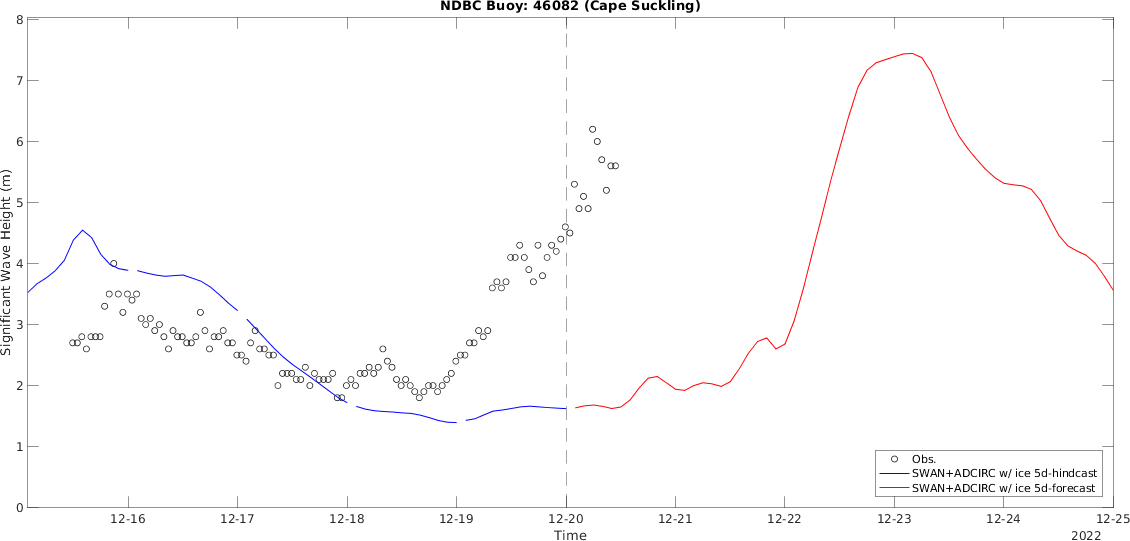 NDBC Buoy: 46082 (Cape Suckling)
8
7
6
5
4
3
2
1
0
Significant Wave Height (m)
Obs.
SWAN+ADCIRC w/ ice 5d-hindcast
SWAN+ADCIRC w/ ice 5d-forecast
12-16 12-17 12-18 12-19 12-20 12-21 12-22 12-23 12-24 12-25
Time
2022